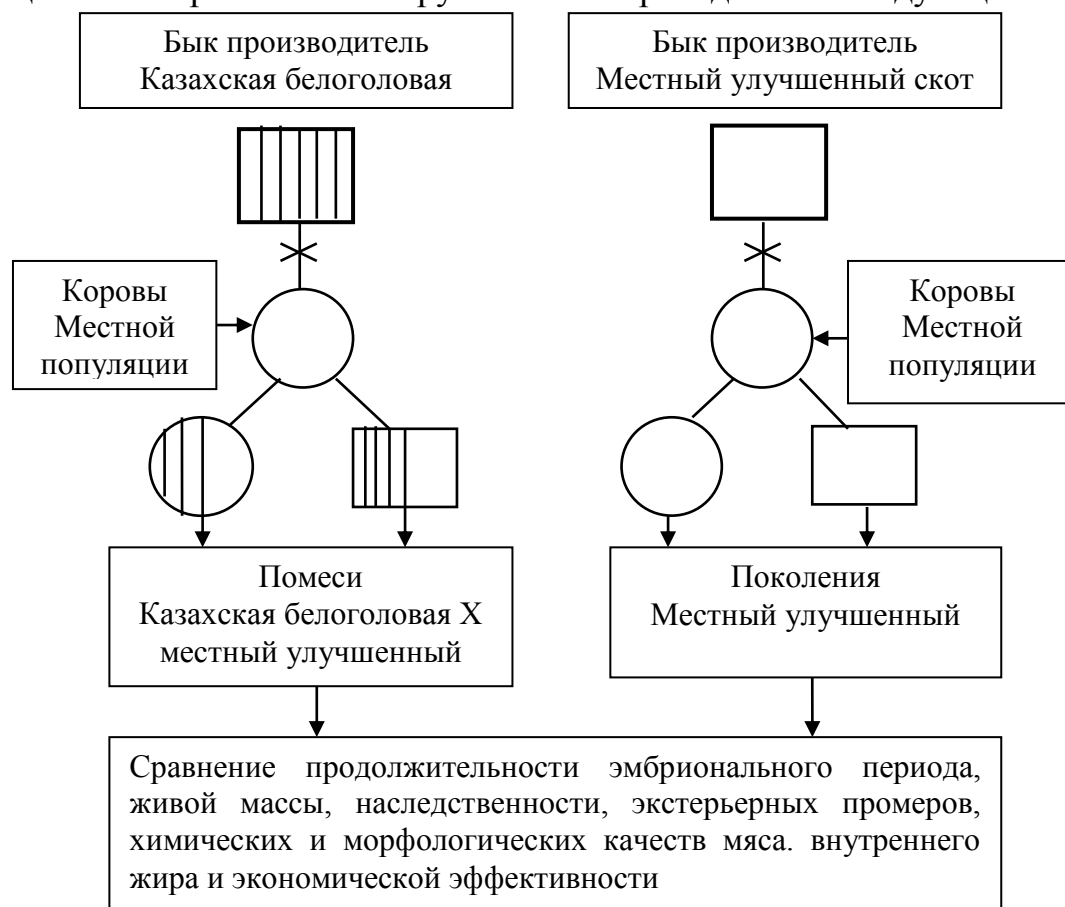 Бык производитель
Казахская белоголовая
Бык производитель
Местный улучшенный скот
Коровы
Местной
популяции
Коровы
Местной
популяции
Помеси
Казахская белоголовая Х
местный улучшенный
Поколения
Местный улучшенный
Сравнение продолжительности эмбрионального периода,
живой массы, наследственности, экстерьерных промеров,
химических и морфологических качеств мяса. внутреннего
жира и экономической эффективности